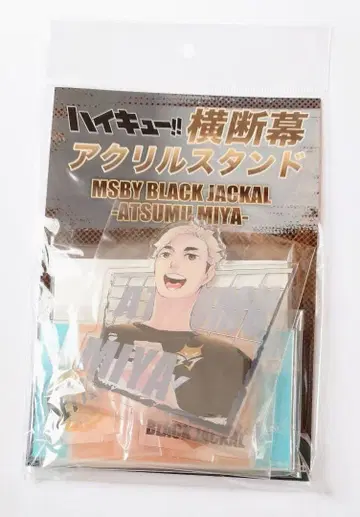 ハイキュー!! 横断幕
アクリルスタンド
MSBY BLACK JACKAL
-ATSUMU MIYA-
MIYA
BLACK JACKAL